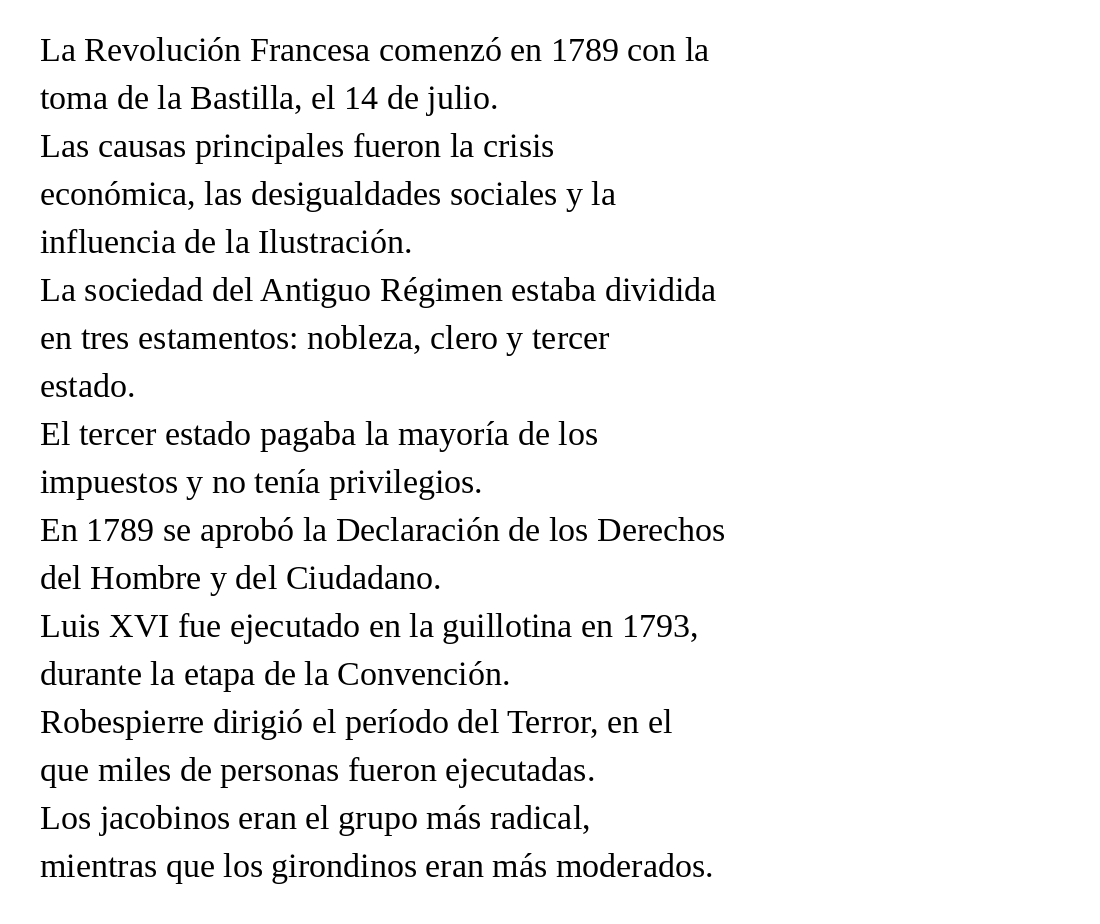 La Revolución Francesa comenzó en 1789 con la
toma de la Bastilla, el 14 de julio.
Las causas principales fueron la crisis
económica, las desigualdades sociales y la
influencia de la Ilustración.
La sociedad del Antiguo Régimen estaba dividida
en tres estamentos: nobleza, clero y tercer
estado.
El tercer estado pagaba la mayoría de los
impuestos y no tenía privilegios.
En 1789 se aprobó la Declaración de los Derechos
del Hombre y del Ciudadano.
Luis XVI fue ejecutado en la guillotina en 1793,
durante la etapa de la Convención.
Robespierre dirigió el período del Terror, en el
que miles de personas fueron ejecutadas.
Los jacobinos eran el grupo más radical,
mientras que los girondinos eran más moderados.